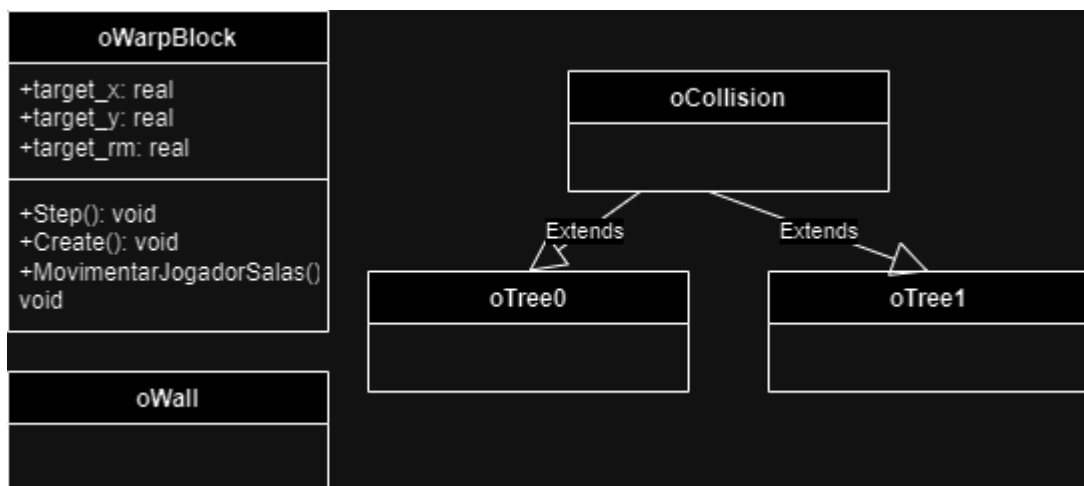 oWarpBlock
+target_x: real
+target_y: real
+target_rm: real
+Step(): void
+Create(): void
+MovimentarJogadorSalas()
void
oWall
oCollision
Extends
Extends
oTree0
oTree1